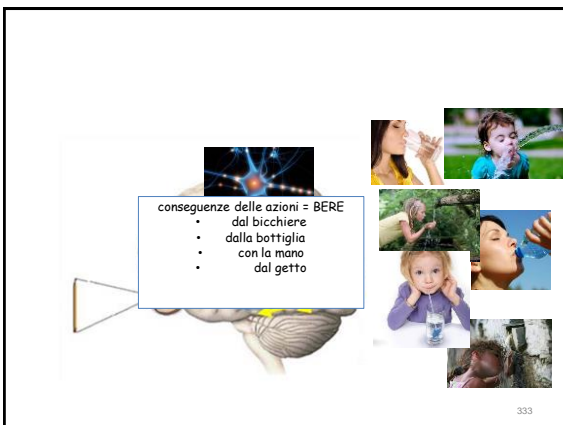 conseguenze delle azioni = BERE
• dal bicchiere
• dalla bottiglia
• con la mano
• dal getto
333